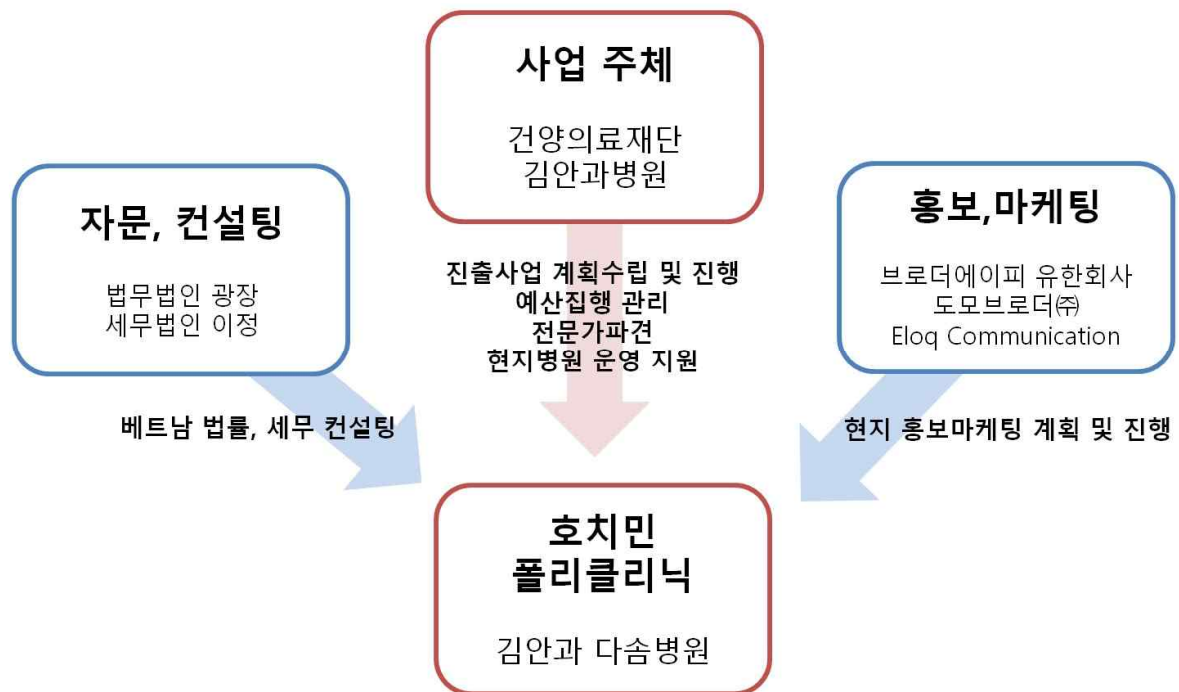 사업 주체
건양의료재단
김안과병원
자문, 컨설팅
법무법인 광장
세무법인 이정
홍보,마케팅
브로더에이피 유한회사
도모브로더㈜
Eloq Communication
진출사업 계획수립 및 진행
예산집행 관리
전문가파견
현지병원 운영 지원
베트남 법률, 세무 컨설팅
현지 홍보마케팅 계획 및 진행
호치민
폴리클리닉
김안과 다솜병원